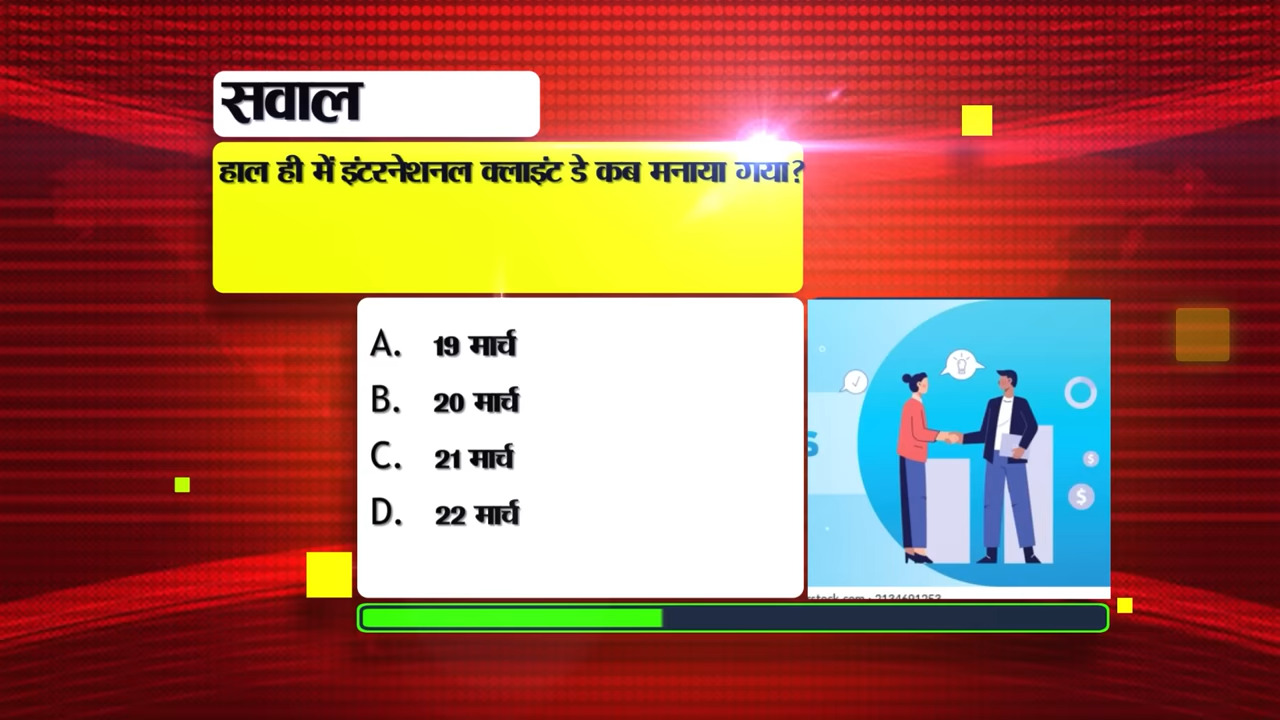 सवाल
हाल ही में इंटरनेशनल क्लाइंट डे कब मनाया गया?
A. 19 मार्च
B. 20 मार्च
C. 21 मार्च
D. 22 मार्च
S
$
$